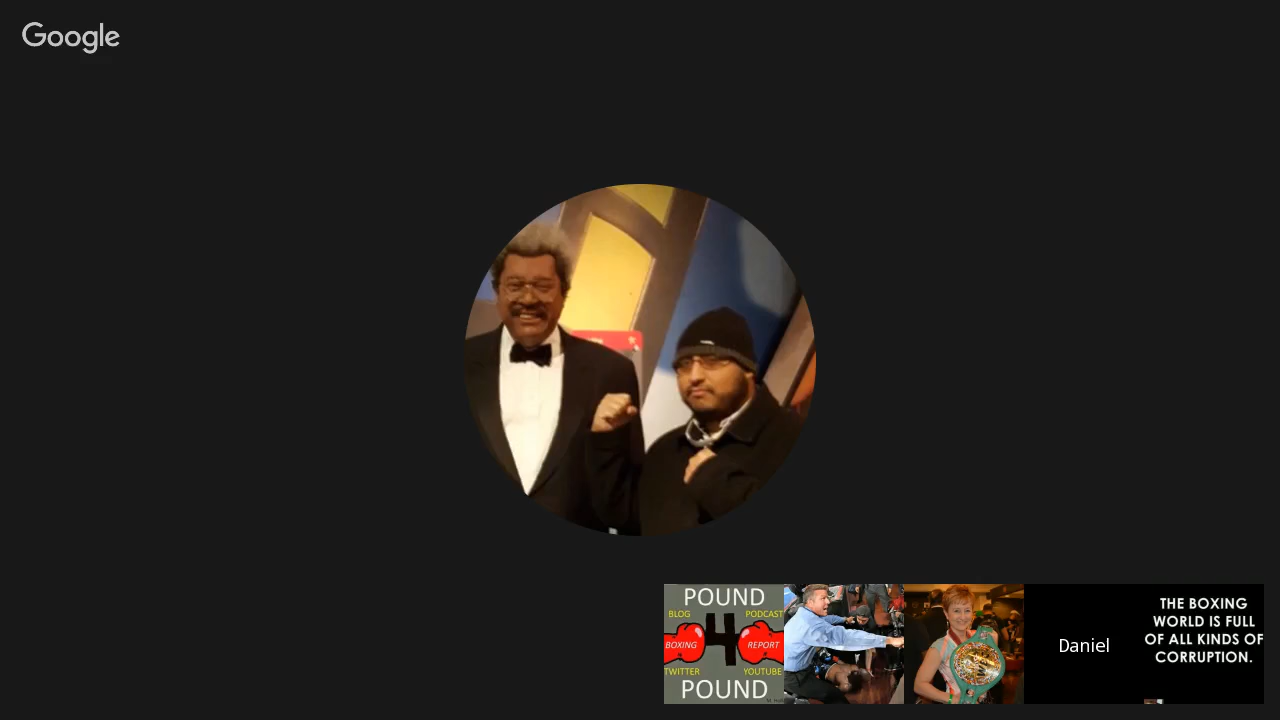 Google
POUND
BLOG PODCAST
4
BOXING REPORT
TWITTER YOUTUBE
POUND
Daniel
THE BOXING
WORLD IS FULL
OF ALL KINDS OF
CORRUPTION.